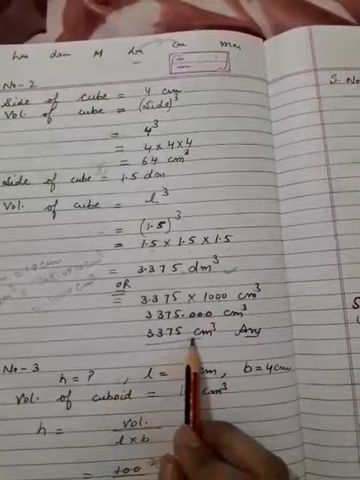 hm dam M dm cm mm
No-2
Side of cube = 4 cm
Vol. of cube = (side)³
= 4³
= 4×4×4
= 64 cm³
Side of cube = 1.5 dm
Vol. of cube = l³
= (1.5)³
= 1.5 × 1.5 × 1.5
= 3.375 dm³
OR
= 3.375 × 1000 cm³
3375.000 cm³
3375 cm³ Ans
No-3
h = ? , l = cm, b = 4cm
Vol. of cuboid = cm³
h = Vol.
l × b
= 100
S. No